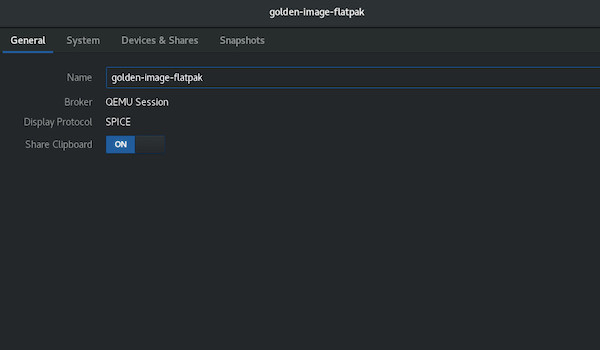 golden-image-flatpak
General System Devices & Shares Snapshots
Name golden-image-flatpak
Broker QEMU Session
Display Protocol SPICE
Share Clipboard ON